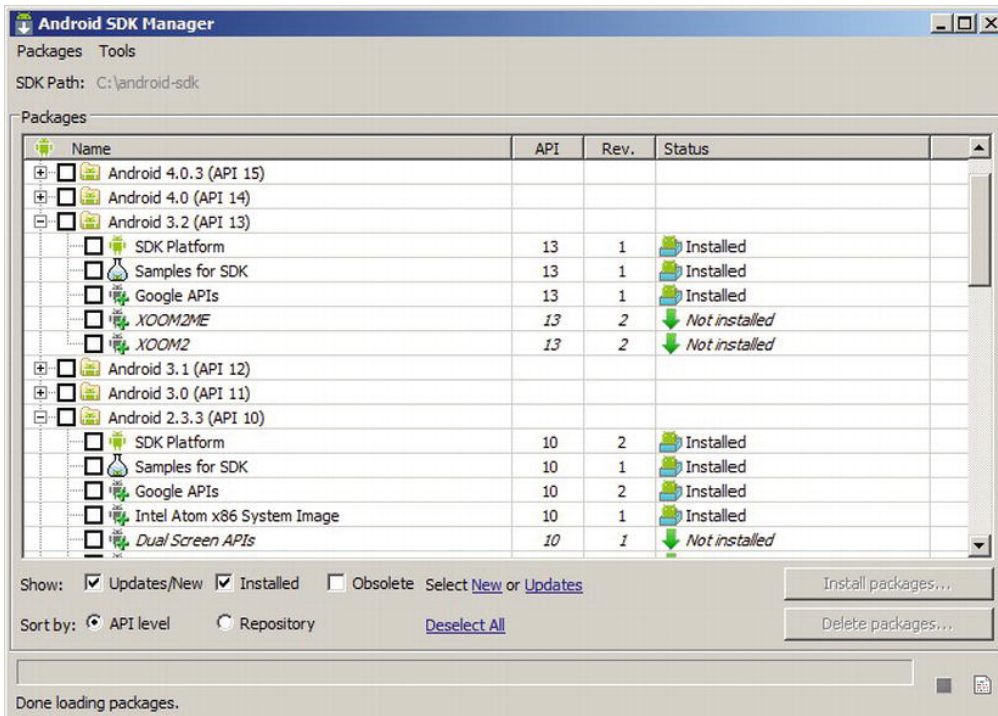 Android SDK Manager
Packages Tools
SDK Path: C:\android-sdk
Packages
Name API Rev. Status
Android 4.0.3 (API 15)
Android 4.0 (API 14)
Android 3.2 (API 13)
SDK Platform 13 1 Installed
Samples for SDK 13 1 Installed
Google APIs 13 1 Installed
XOOM2ME 13 2 Not installed
XOOM2 13 2 Not installed
Android 3.1 (API 12)
Android 3.0 (API 11)
Android 2.3.3 (API 10)
SDK Platform 10 2 Installed
Samples for SDK 10 1 Installed
Google APIs 10 2 Installed
Intel Atom x86 System Image 10 1 Installed
Dual Screen APIs 10 1 Not installed
Show: Updates/New Installed Obsolete Select New or Updates Install packages...
Sort by: API level Repository Deselect All Delete packages...
Done loading packages.